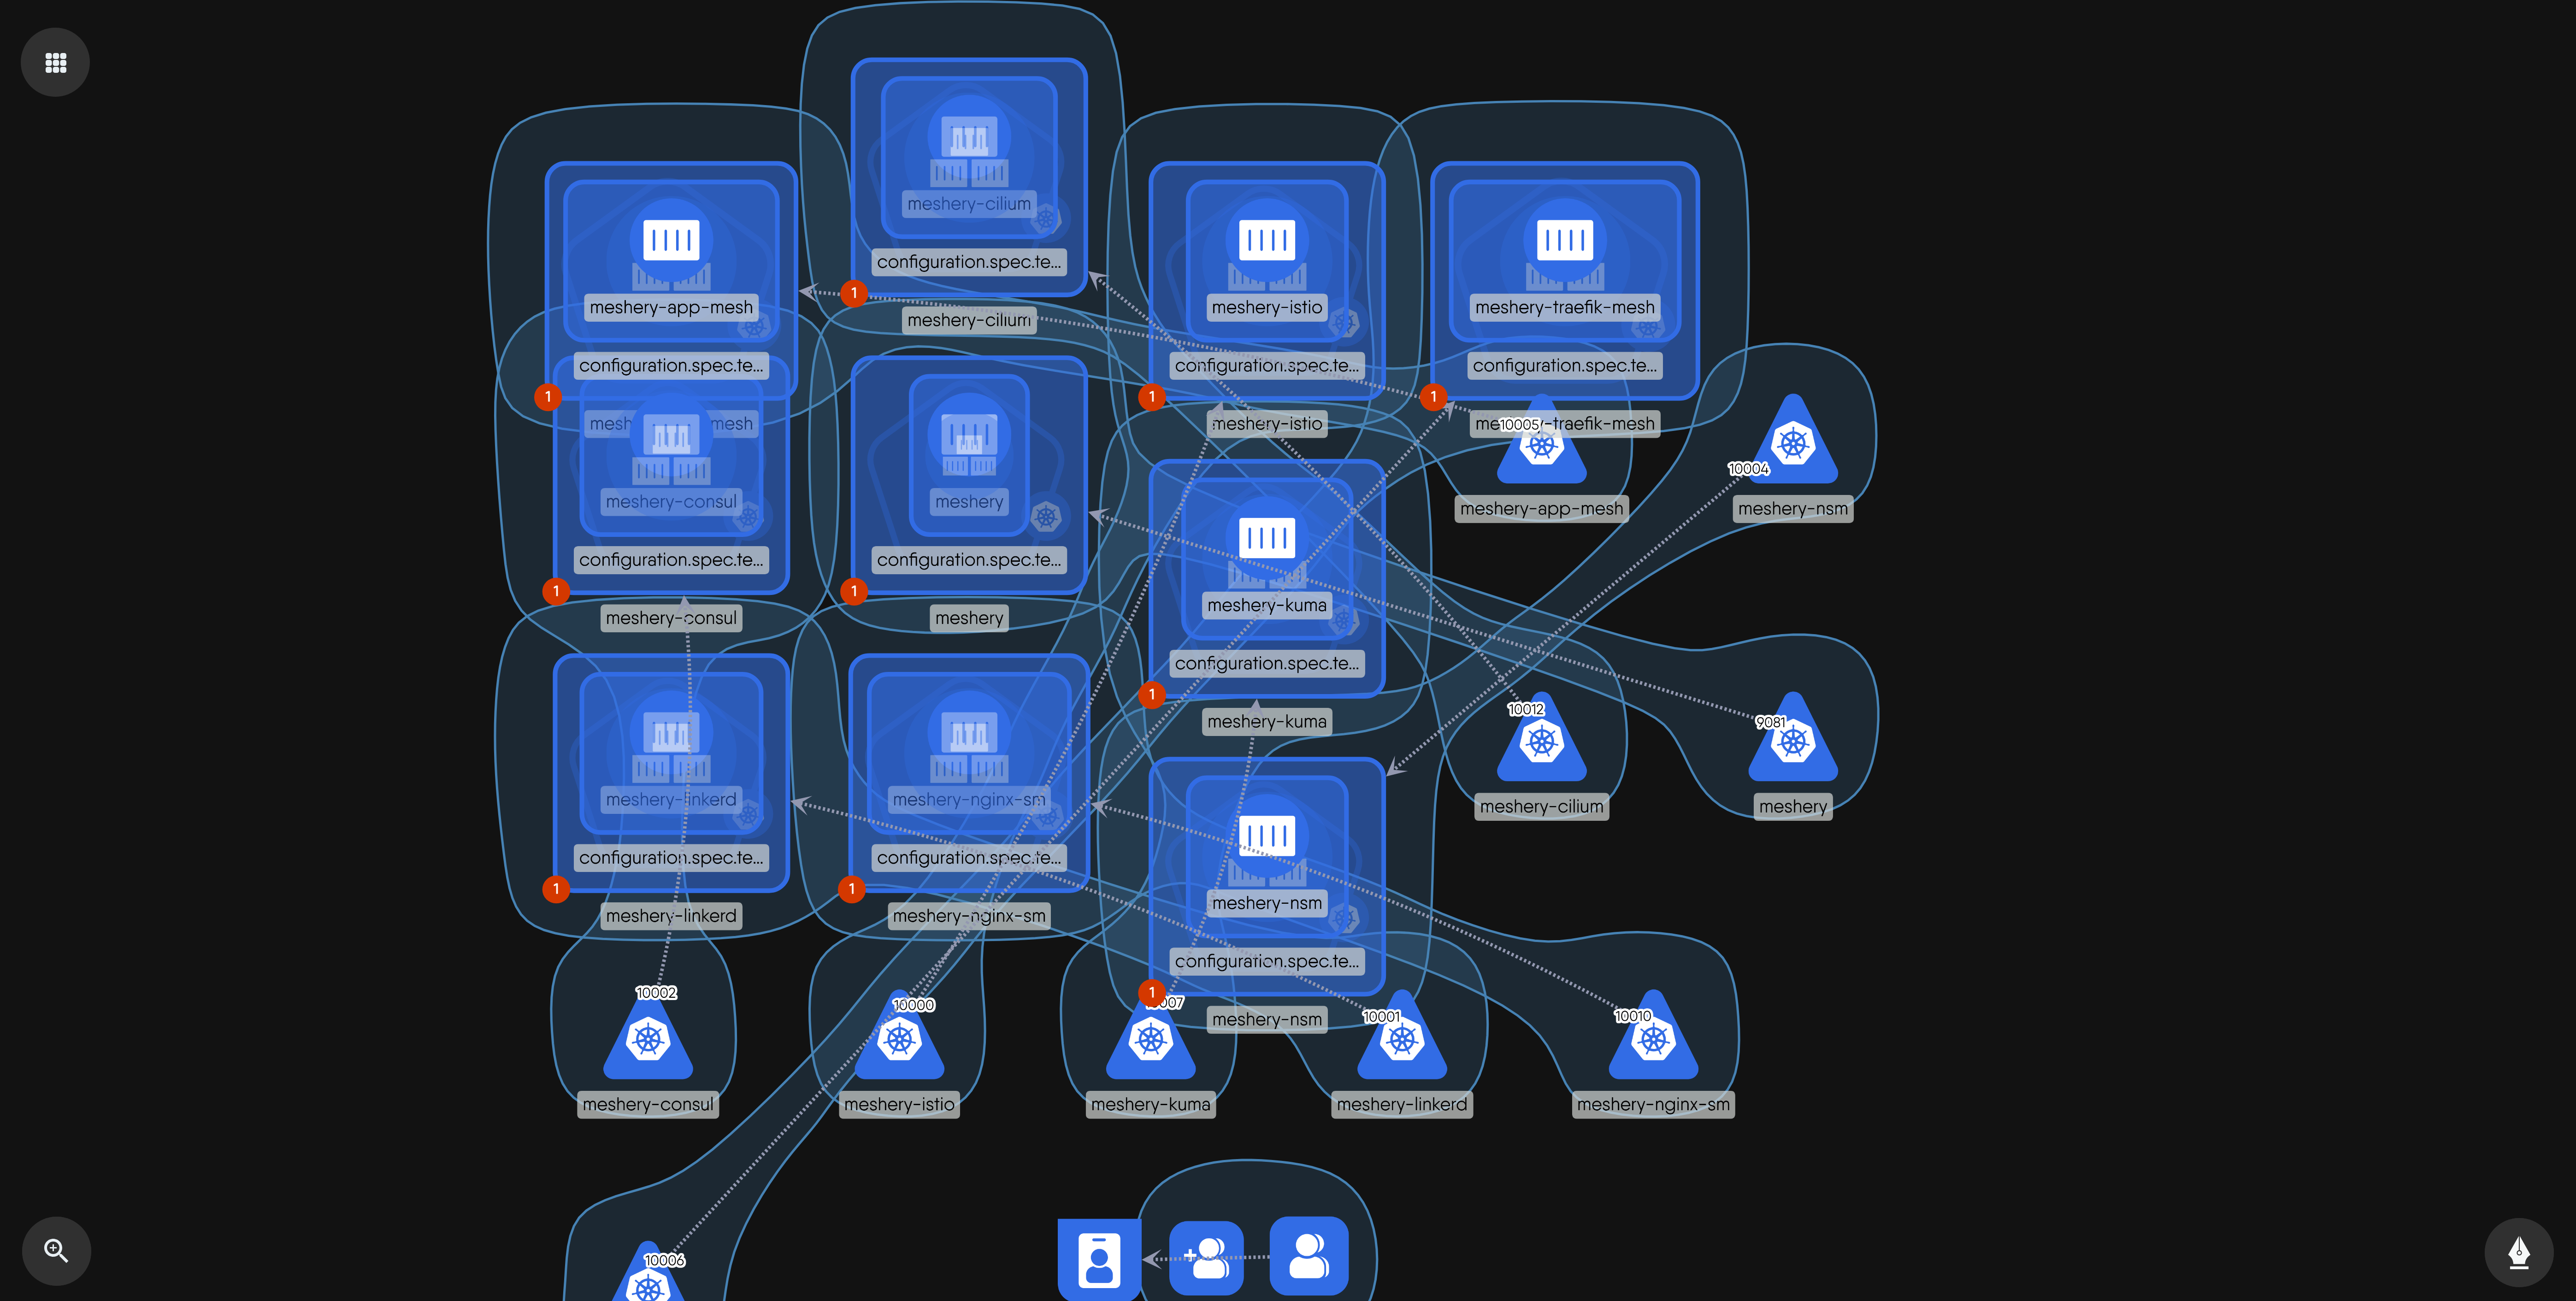 meshery-cilium
configuration.spec.te...
1
meshery-cilium
meshery-app-mesh
configuration.spec.te...
1
mesh mesh
meshery-istio
configuration.spec.te...
1
meshery-istio
meshery-traefik-mesh
configuration.spec.te...
1
-traefik-mesh
10005
meshery-app-mesh
10004
meshery-nsm
meshery-consul
configuration.spec.te...
1
meshery-consul
meshery
configuration.spec.te...
1
meshery
meshery-kuma
configuration.spec.te...
1
meshery-kuma
10012
meshery-cilium
9081
meshery
meshery-linkerd
configuration.spec.te...
1
meshery-linkerd
meshery-nginx-sm
configuration.spec.te...
1
meshery-nginx-sm
meshery-nsm
configuration.spec.te...
1
meshery-nsm
10002
meshery-consul
10000
meshery-istio
007
meshery-kuma
10001
meshery-linkerd
10010
meshery-nginx-sm
10006